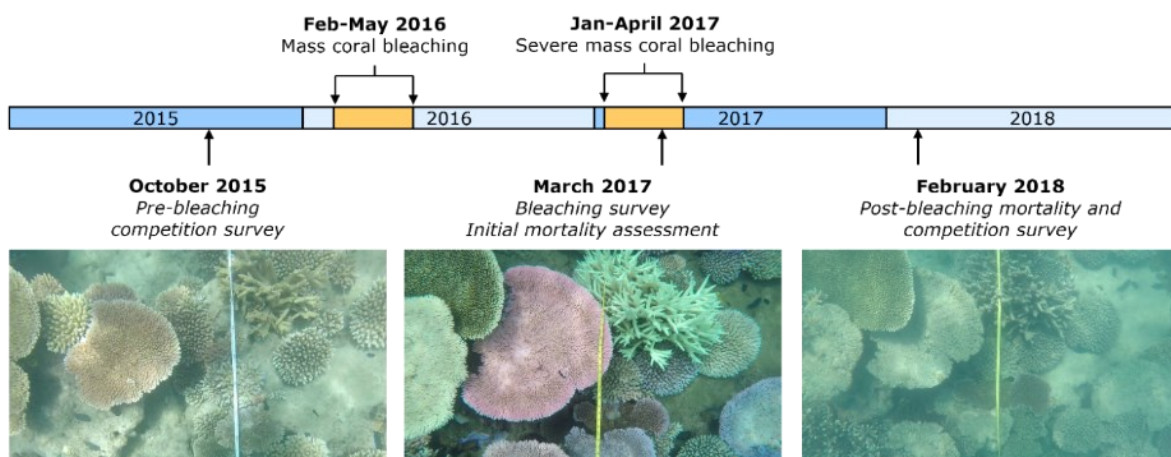 Feb-May 2016
Mass coral bleaching
Jan-April 2017
Severe mass coral bleaching
2015
2016
2017
2018
October 2015
Pre-bleaching
competition survey
March 2017
Bleaching survey
Initial mortality assessment
February 2018
Post-bleaching mortality and
competition survey